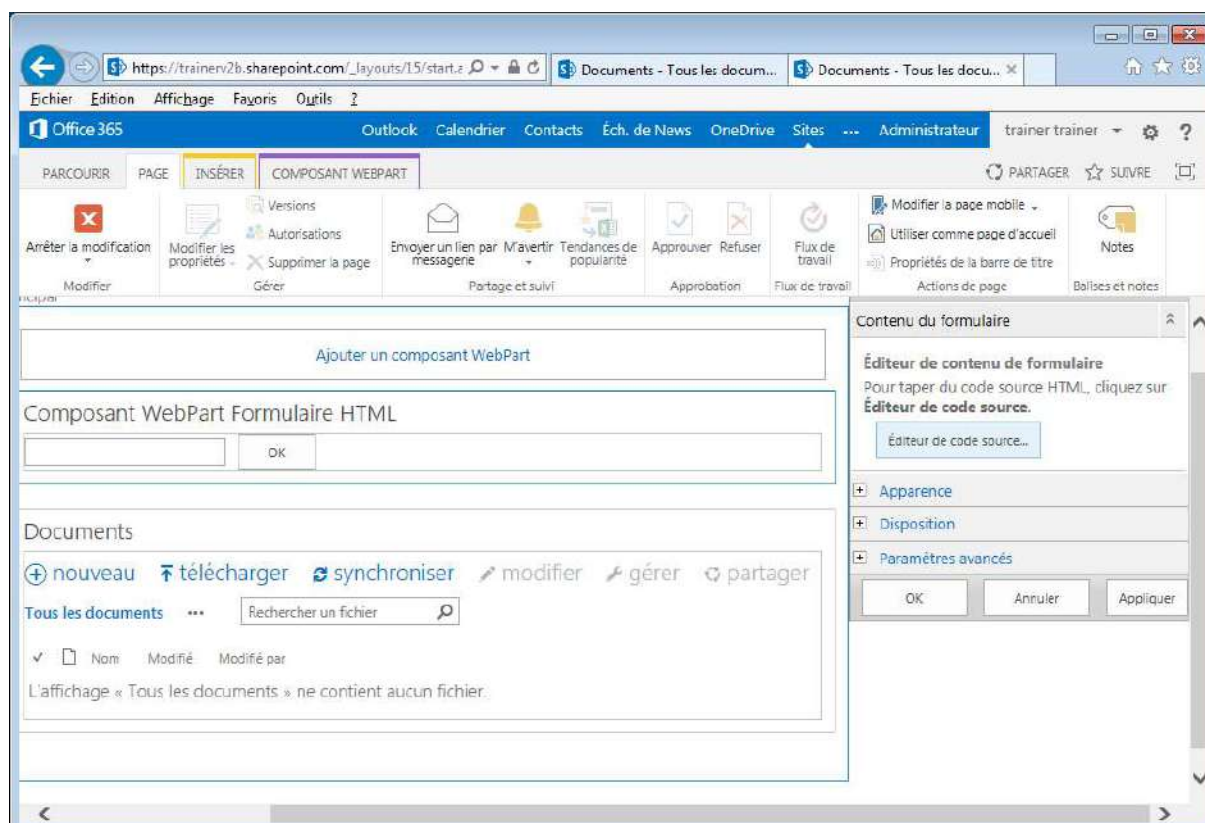 https://trainerv2b.sharepoint.com/_layouts/15/start.a
Documents - Tous les docum...
Documents - Tous les docu...
Fichier Edition Affichage Favoris Outils ?
Office 365 Outlook Calendrier Contacts Éch. de News OneDrive Sites ... Administrateur trainer trainer ?
PARCOURIR PAGE INSÉRER COMPOSANT WEBPART PARTAGER SUIVRE
Arrêter la modification
Modifier
Modifier les
propriétés
Versions
Autorisations
Supprimer la page
Gérer
Envoyer un lien par
messagerie
M'avertir
Tendances de
popularité
Partage et suivi
Approuver Refuser
Approbation
Flux de
travail
Flux de travail
Modifier la page mobile
Utiliser comme page d'accueil
Propriétés de la barre de titre
Actions de page
Notes
Balises et notes
Ajouter un composant WebPart
Composant WebPart Formulaire HTML
OK
Documents
nouveau télécharger synchroniser modifier gérer partager
Tous les documents ... Rechercher un fichier
Nom Modifié Modifié par
L'affichage « Tous les documents » ne contient aucun fichier.
Contenu du formulaire
Éditeur de contenu de formulaire
Pour taper du code source HTML, cliquez sur
Éditeur de code source.
Éditeur de code source...
Apparence
Disposition
Paramètres avancés
OK Annuler Appliquer